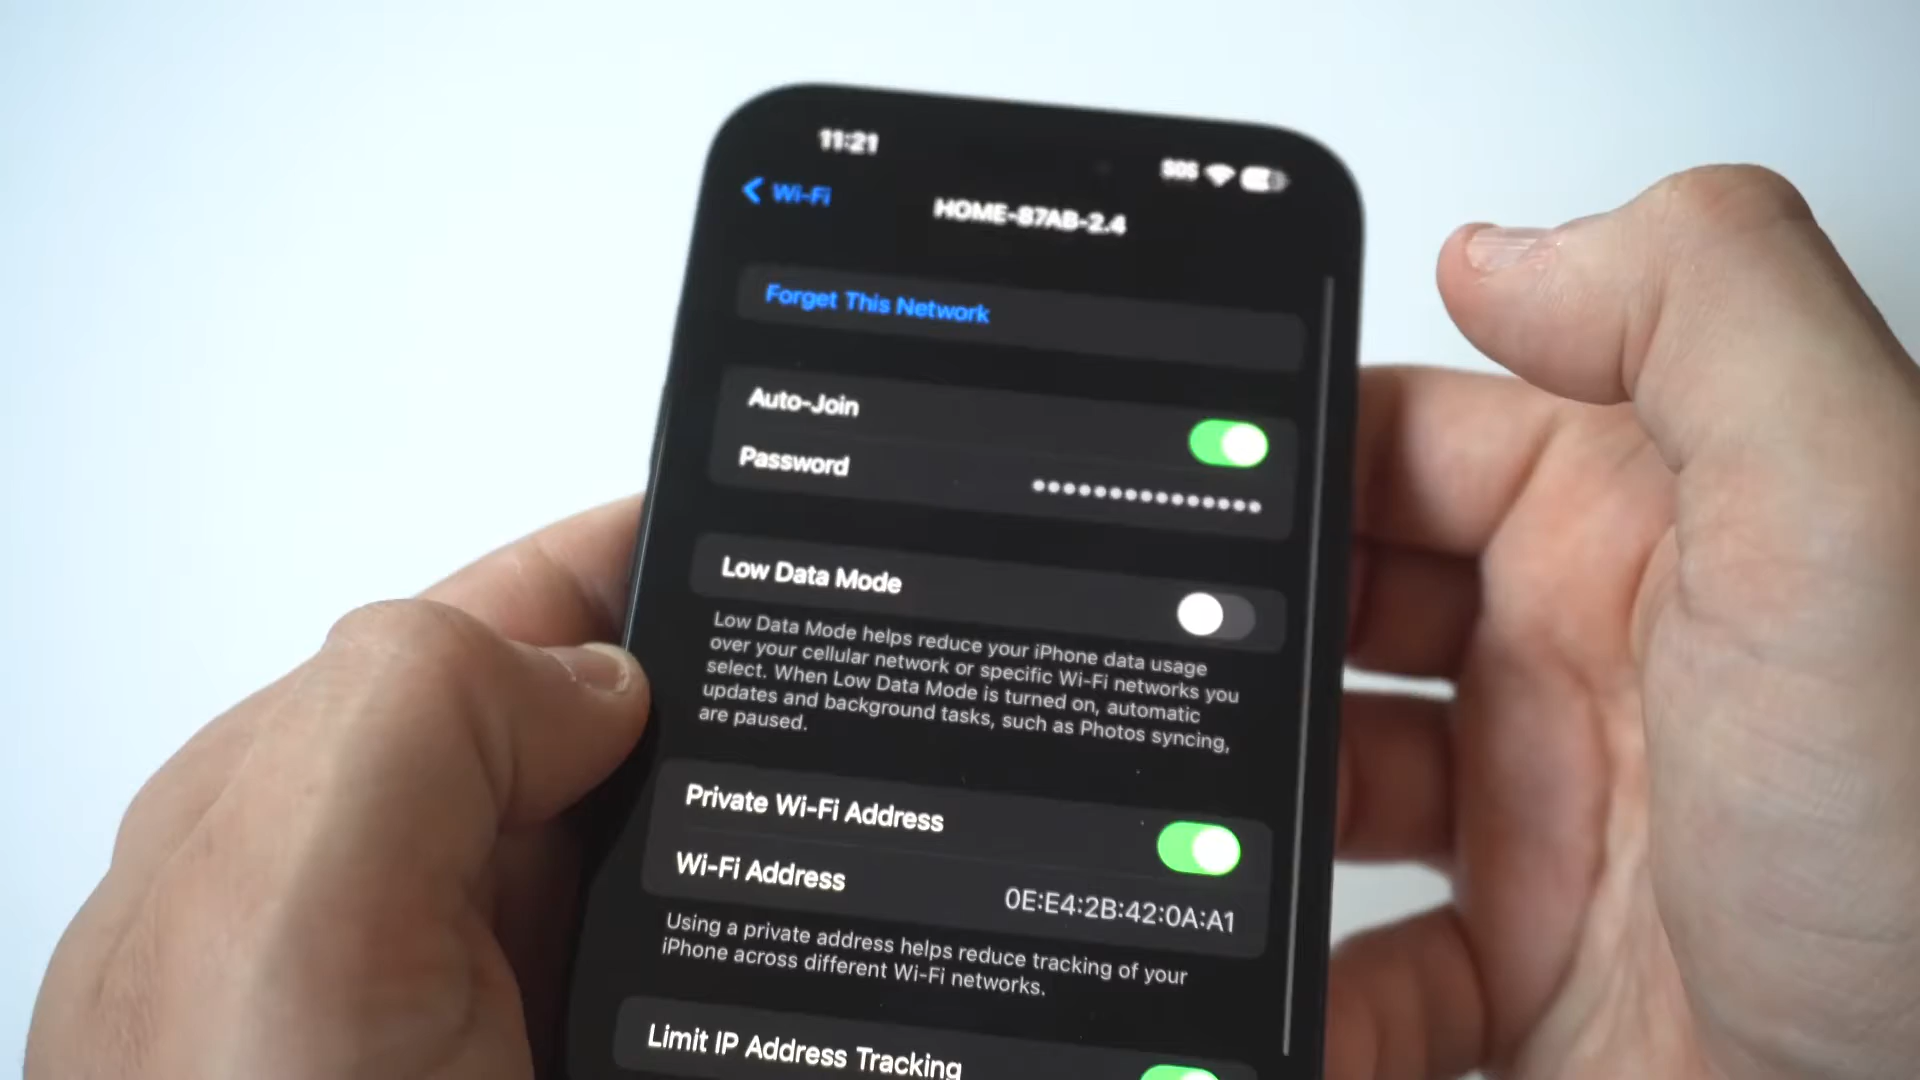 11:21
SOS
Wi-Fi
HOME-87AB-2.4
Forget This Network
Auto-Join
Password
Low Data Mode
Low Data Mode helps reduce your iPhone data usage
over your cellular network or specific Wi-Fi networks you
select. When Low Data Mode is turned on, automatic
updates and background tasks, such as Photos syncing,
are paused.
Private Wi-Fi Address
Wi-Fi Address 0E:E4:2B:42:0A:A1
Using a private address helps reduce tracking of your
iPhone across different Wi-Fi networks.
Limit IP Address Tracking